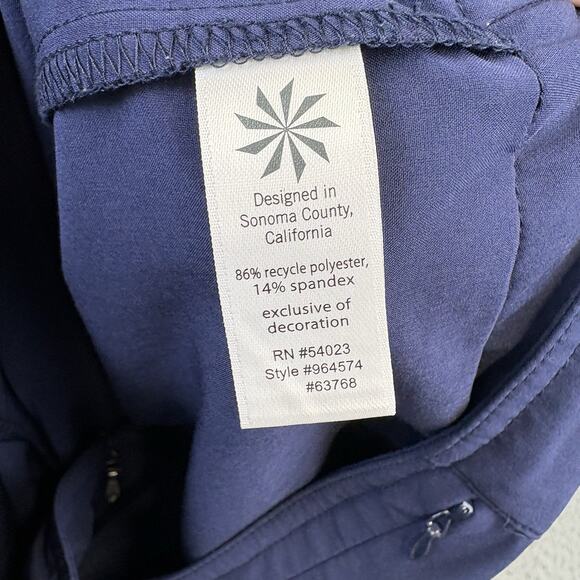 Designed in
Sonoma County,
California
86% recycle polyester,
14% spandex
exclusive of
decoration
RN #54023
Style #964574
#63768